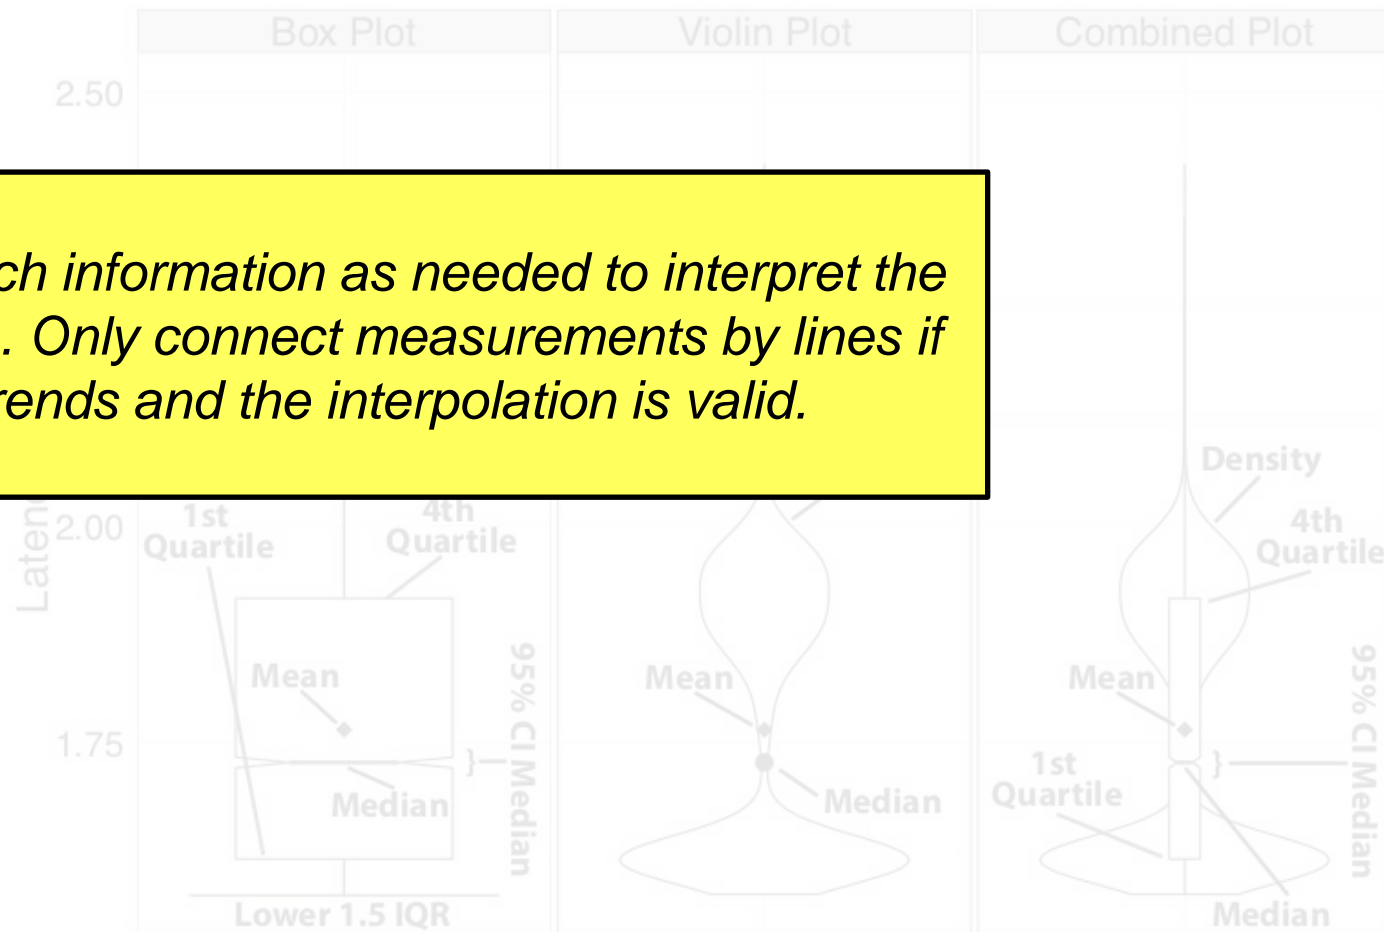 Box Plot
Violin Plot
Combined Plot
2.50
ch information as needed to interpret the
. Only connect measurements by lines if
rends and the interpolation is valid.
Laten
2.00
1.75
1st
Quartile
4th
Quartile
Mean
Median
95% CI Median
Lower 1.5 IQR
Mean
Median
Density
4th
Quartile
Mean
1st
Quartile
95% CI Median
Median